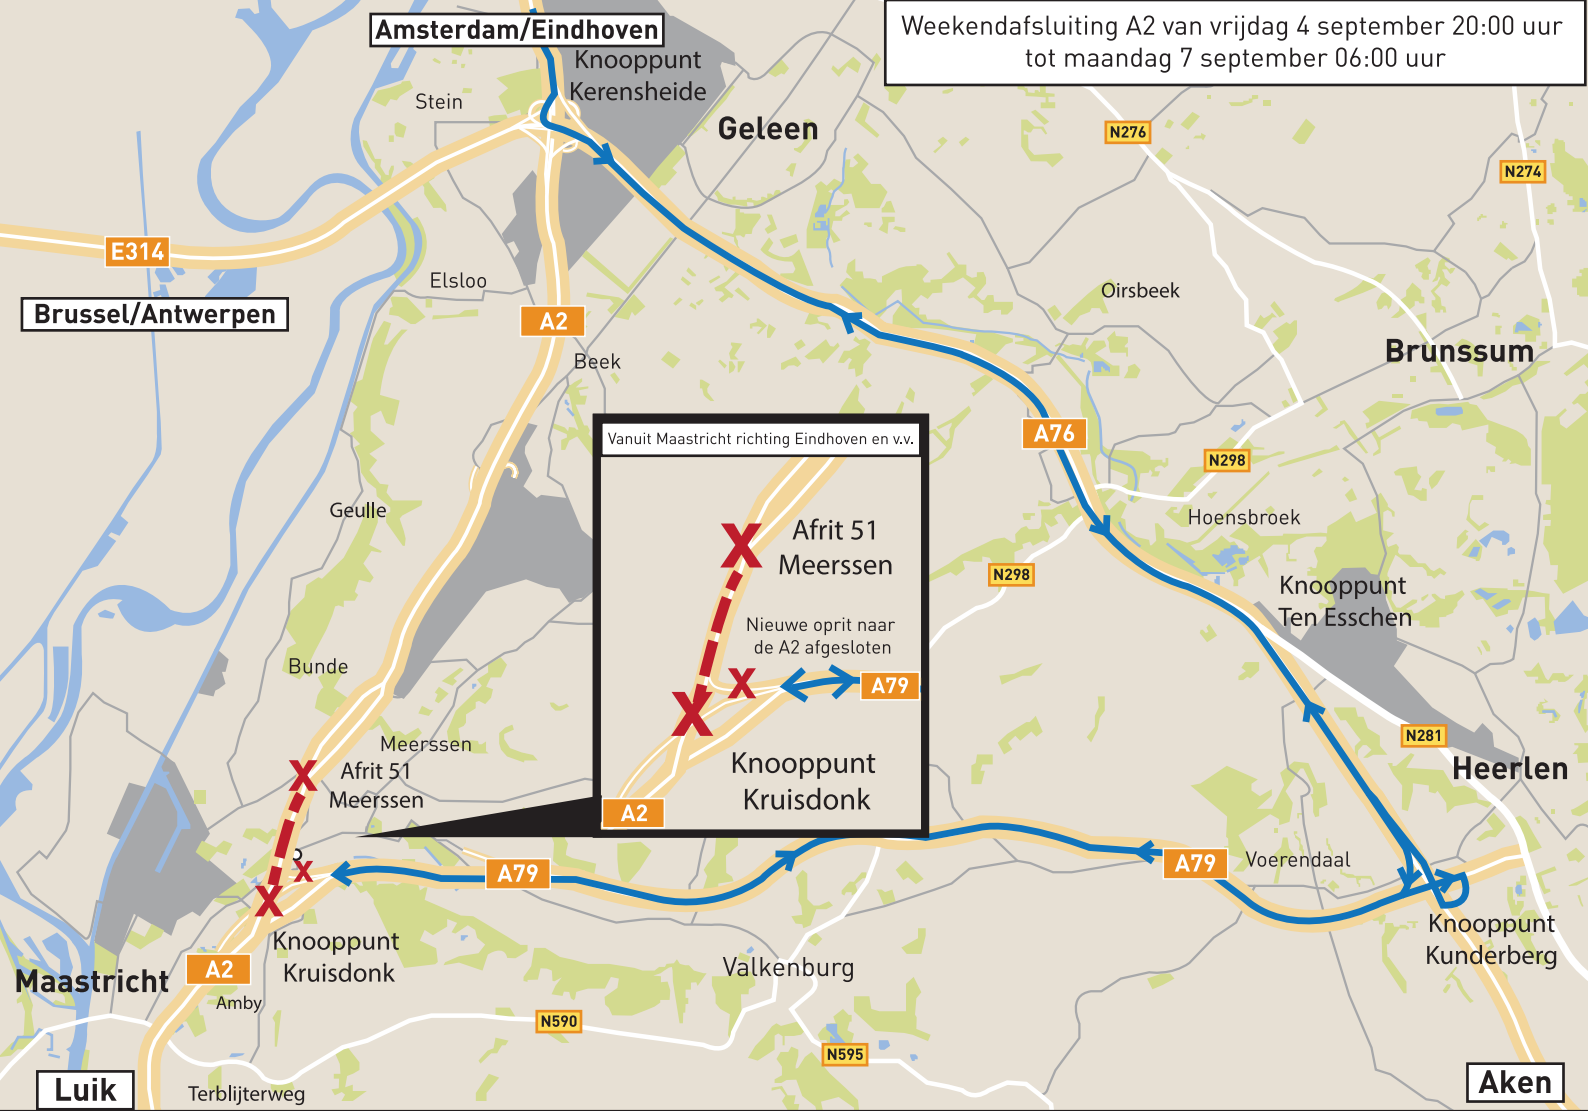 Amsterdam/Eindhoven
Weekendafsluiting A2 van vrijdag 4 september 20:00 uur
tot maandag 7 september 06:00 uur
Knooppunt
Kerensheide
Stein
Geleen
N276
N274
E314
Elsloo
Oirsbeek
Brussel/Antwerpen
A2
Beek
Brunssum
A76
Vanuit Maastricht richting Eindhoven en v.v.
N298
Geulle
Afrit 51
Meerssen
Hoensbroek
N298
Knooppunt
Ten Esschen
Nieuwe oprit naar
de A2 afgesloten
Bunde
A79
N281
Meerssen
Afrit 51
Meerssen
Knooppunt
Kruisdonk
A2
Heerlen
A79
A79
Voerendaal
Knooppunt
Kunderberg
Knooppunt
Kruisdonk
Valkenburg
A2
Maastricht
Amby
N590
N595
Luik
Terblijterweg
Aken